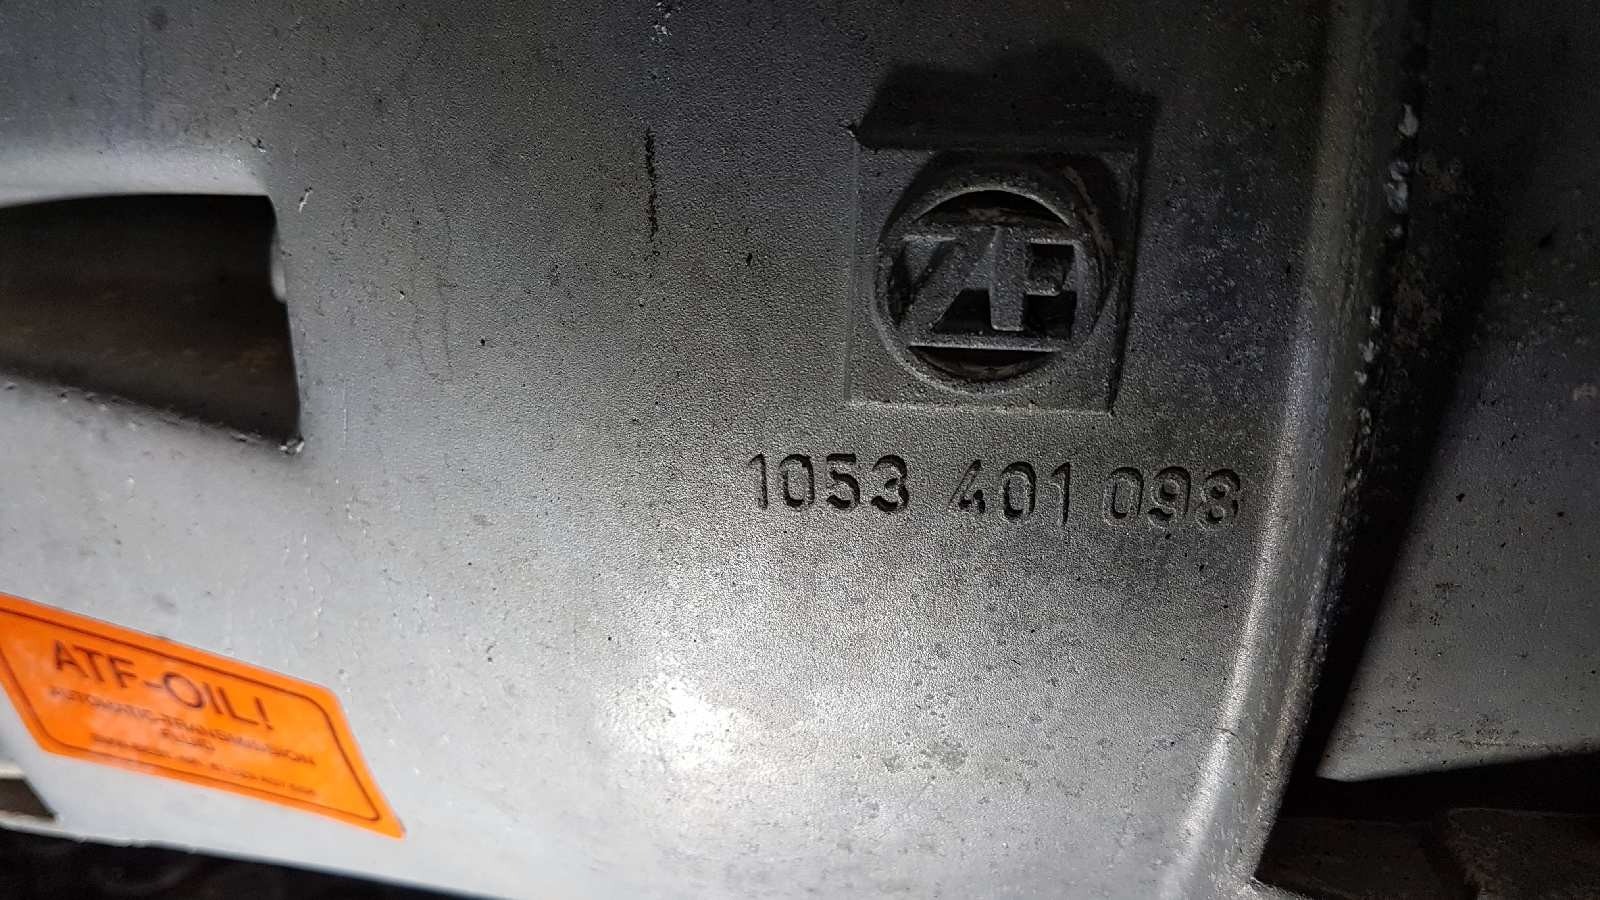 ZF
1053 401 098
ATF-OIL!
AUTOMATIC-TRANSMISSION
FLUID